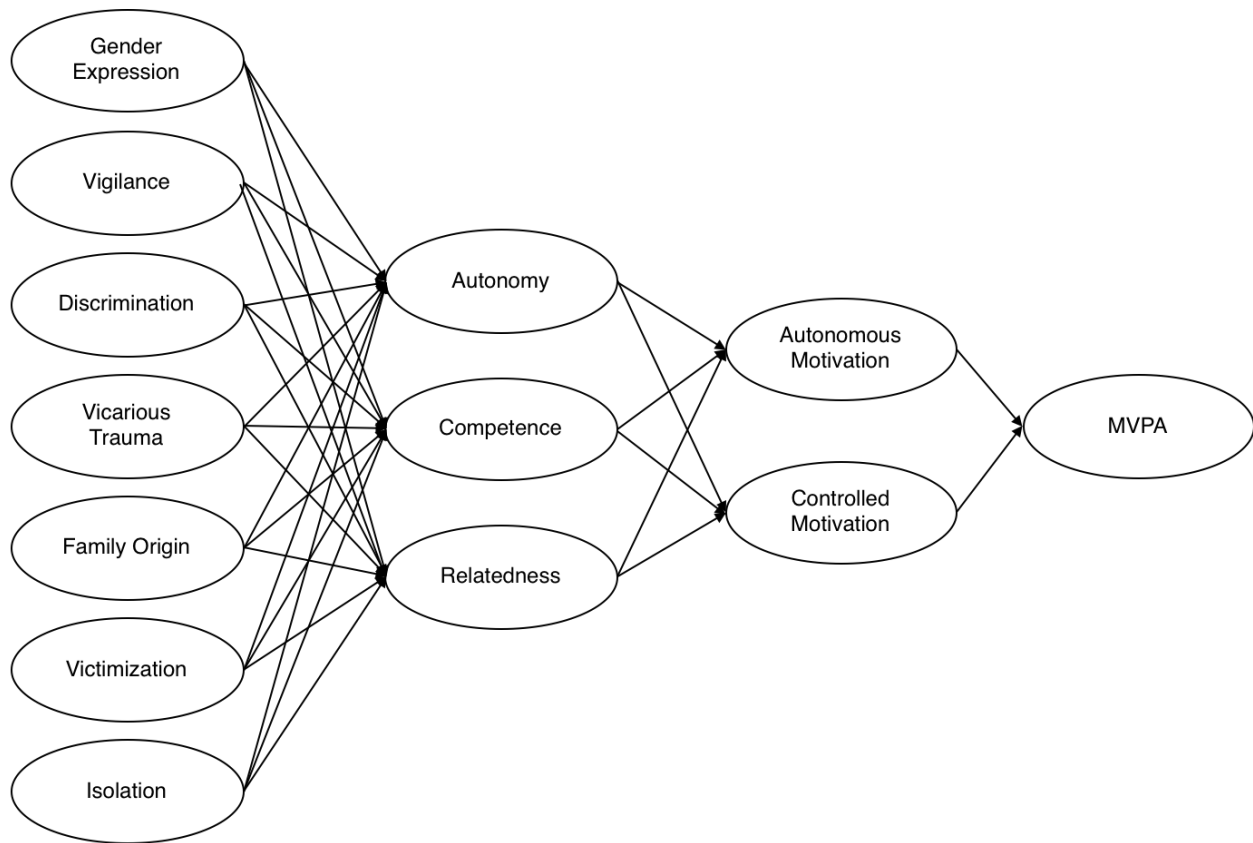 Gender
Expression
Vigilance
Discrimination
Vicarious
Trauma
Family Origin
Victimization
Isolation
Autonomy
Competence
Relatedness
Autonomous
Motivation
Controlled
Motivation
MVPA